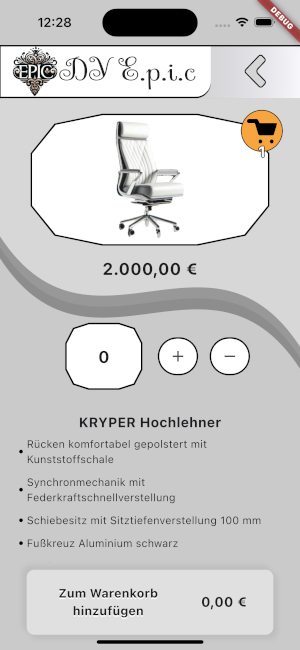 12:28
DEBUG
EPIC DN E.p.i.c
1
2.000,00 €
0
+ −
KRYPER Hochlehner
• Rücken komfortabel gepolstert mit
Kunststoffschale
• Synchronmechanik mit
Federkraftschnellverstellung
• Schiebesitz mit Sitztiefenverstellung 100 mm
• Fußkreuz Aluminium schwarz
Zum Warenkorb
hinzufügen
0,00 €